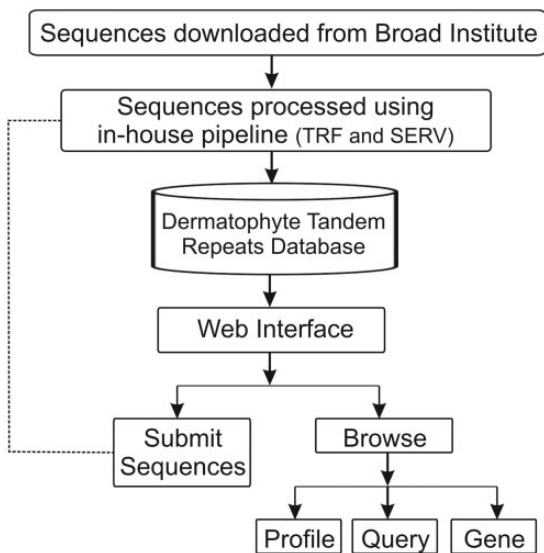 Sequences downloaded from Broad Institute
Sequences processed using
in-house pipeline (TRF and SERV)
Dermatophyte Tandem
Repeats Database
Web Interface
Submit
Sequences
Browse
Profile
Query
Gene